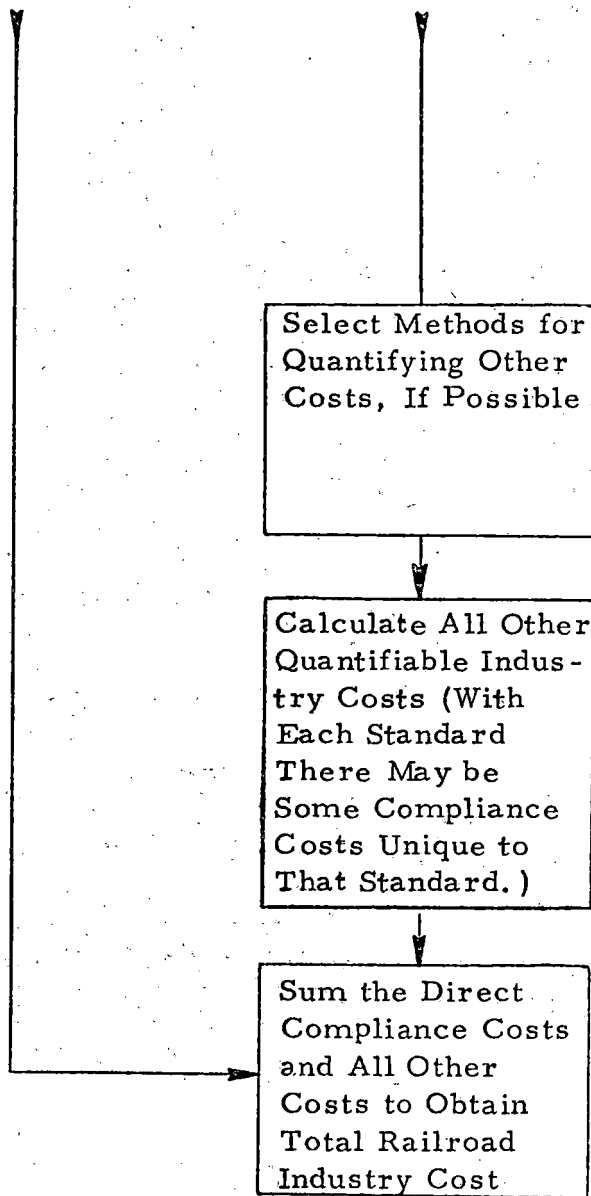 Select Methods for
Quantifying Other
Costs, If Possible
Calculate All Other
Quantifiable Indus-
try Costs (With
Each Standard
There May be
Some Compliance
Costs Unique to
That Standard.)
Sum the Direct
Compliance Costs
and All Other
Costs to Obtain
Total Railroad
Industry Cost